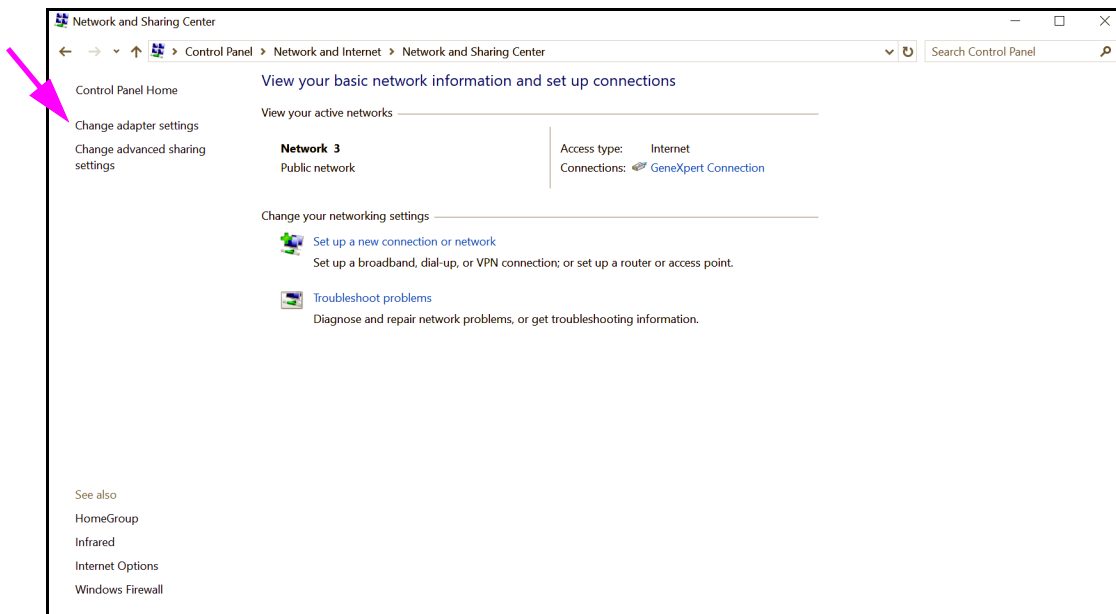 Network and Sharing Center
Control Panel > Network and Internet > Network and Sharing Center
Search Control Panel
Control Panel Home
Change adapter settings
Change advanced sharing
settings
View your basic network information and set up connections
View your active networks
Network 3
Public network
Access type: Internet
Connections: GeneXpert Connection
Change your networking settings
Set up a new connection or network
Set up a broadband, dial-up, or VPN connection; or set up a router or access point.
Troubleshoot problems
Diagnose and repair network problems, or get troubleshooting information.
See also
HomeGroup
Infrared
Internet Options
Windows Firewall